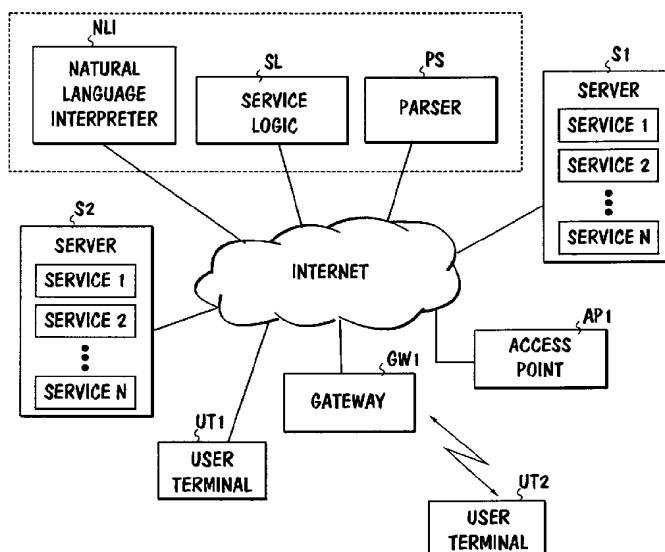 NLI
NATURAL
LANGUAGE
INTERPRETER
SL
SERVICE
LOGIC
PS
PARSER
S1
SERVER
SERVICE 1
SERVICE 2
SERVICE N
S2
SERVER
SERVICE 1
SERVICE 2
SERVICE N
INTERNET
AP1
ACCESS
POINT
GW1
GATEWAY
UT1
USER
TERMINAL
UT2
USER
TERMINAL